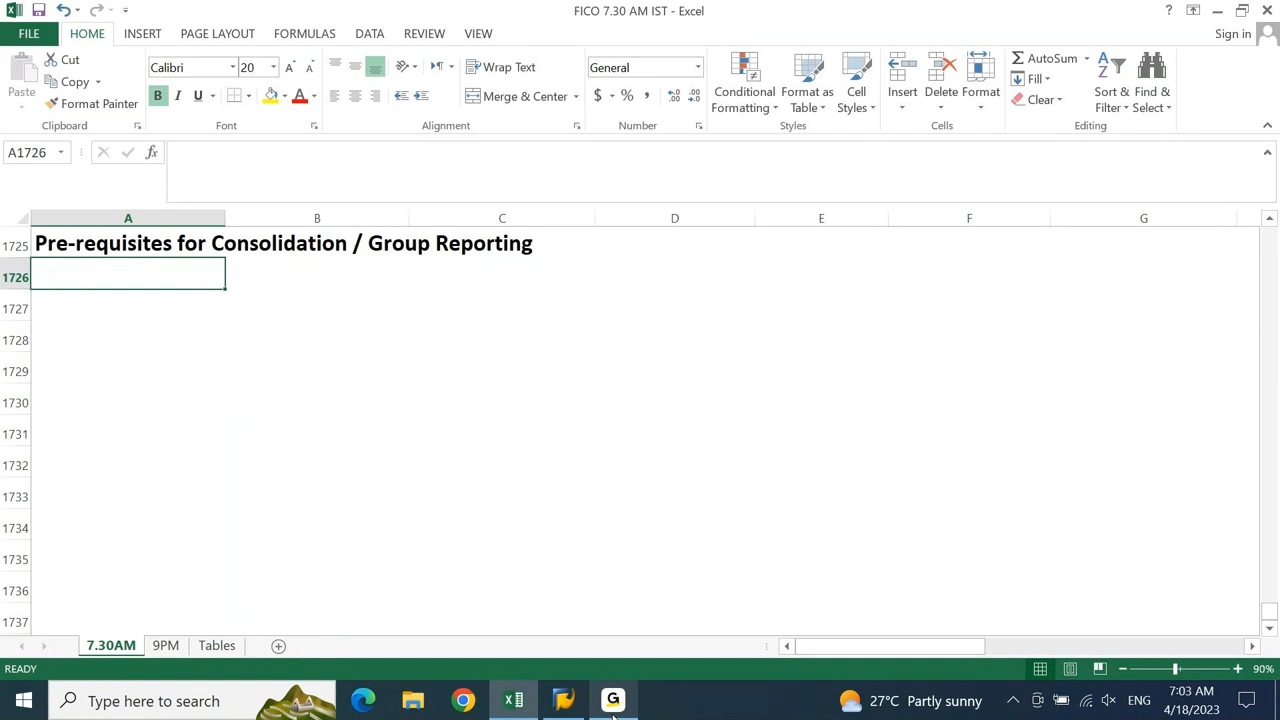 FICO 7.30 AM IST - Excel
? 
FILE HOME INSERT PAGE LAYOUT FORMULAS DATA REVIEW VIEW Sign in
Paste Cut Copy Format Painter
Clipboard
Calibri 20
B I U A
Font
Wrap Text
Merge & Center
Alignment
General
$ % ,
Number
Conditional Formatting Format as Table Cell Styles
Styles
Insert Delete Format
Cells
AutoSum Fill Clear Sort & Filter Find & Select
Editing
A1726 fx
A B C D E F G
1725 Pre-requisites for Consolidation / Group Reporting
1726
1727
1728
1729
1730
1731
1732
1733
1734
1735
1736
1737
7.30AM 9PM Tables
READY 90%
Type here to search G 27°C Partly sunny ENG 7:03 AM
4/18/2023